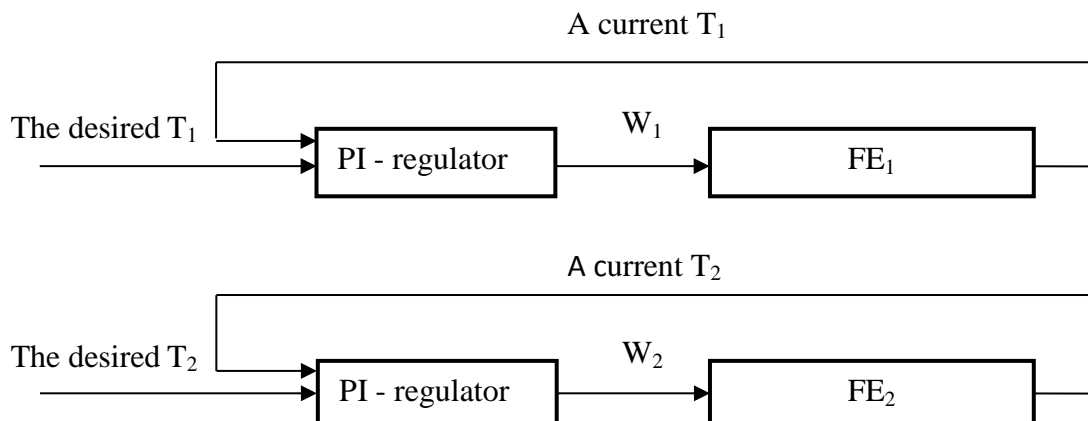 A current T₁
The desired T₁
W₁
PI - regulator
FE₁
A current T₂
The desired T₂
W₂
PI - regulator
FE₂